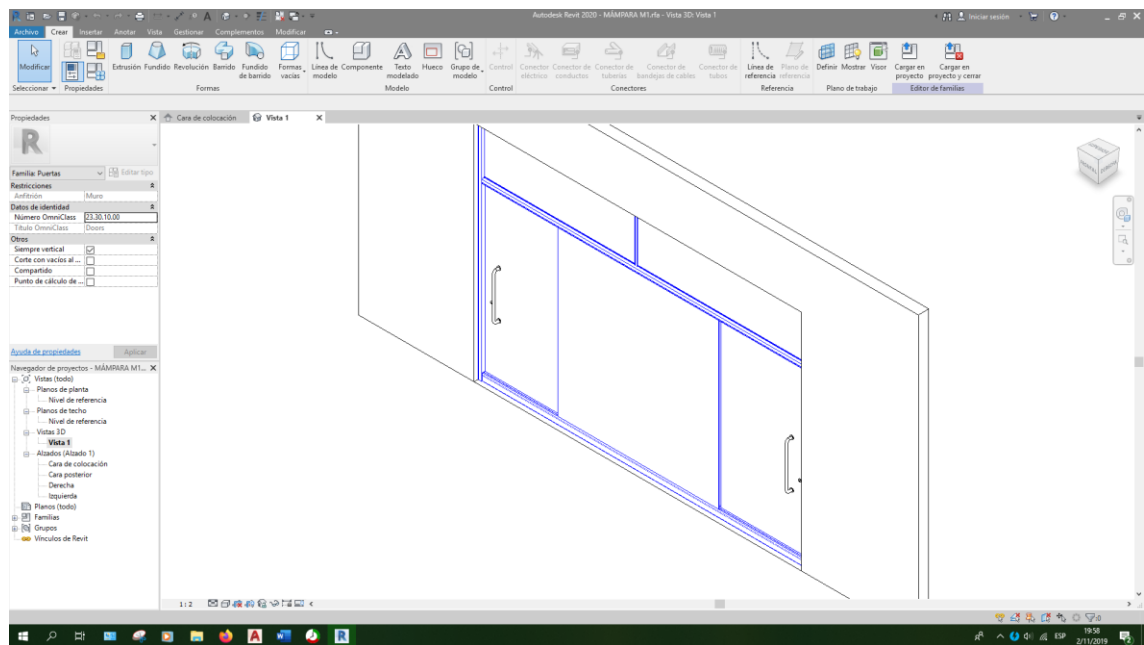 Autodesk Revit 2020 - MÁMPARA M1.rfa - Vista 3D: Vista 1
Iniciar sesión
Archivo Crear Insertar Anotar Vista Gestionar Complementos Modificar
Modificar
Extrusión Fundido Revolución Barrido Fundido de barrido Formas vacías
Línea de modelo Componente Texto modelado Hueco Grupo de modelo
Control Conector eléctrico Conector de conductos Conector de tuberías Conector de bandejas de cables Conector de tubos
Línea de referencia Plano de referencia Definir Mostrar Visor Cargar en proyecto Cargar en proyecto y cerrar
Seleccionar Propiedades Formas Modelo Control Conectores Referencia Plano de trabajo Editor de familias
Propiedades
Cara de colocación Vista 1
R
Familia: Puertas Editar tipo
Restricciones
Anfitrión Muro
Datos de identidad
Número OmniClass 23.30.10.00
Título OmniClass Doors
Otros
Siempre vertical
Corte con vacíos al ...
Compartido
Punto de cálculo de ...
Ayuda de propiedades Aplicar
Navegador de proyectos - MÁMPARA M1...
Vistas (todo)
Planos de planta
Nivel de referencia
Planos de techo
Nivel de referencia
Vistas 3D
Vista 1
Alzados (Alzado 1)
Cara de colocación
Cara posterior
Derecha
Izquierda
Planos (todo)
Familias
Grupos
Vínculos de Revit
1 : 2
:0
ESP
19:58
2/11/2019